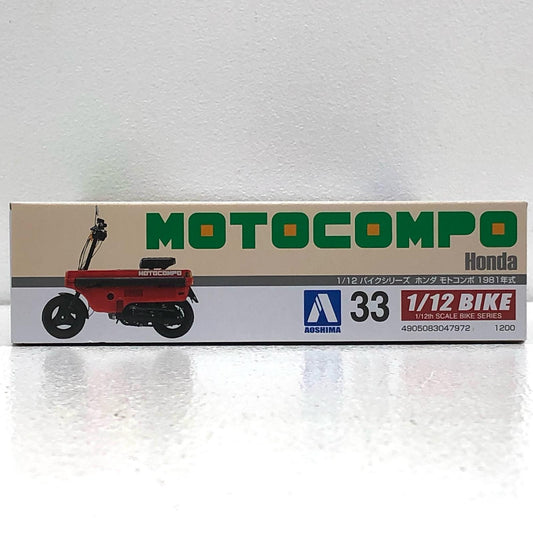 MOTOCOMPO
Honda
1/12 バイクシリーズ ホンダ モトコンポ 1981年式
MOTOCOMPO
AOSHIMA
33
1/12 BIKE
1/12th SCALE BIKE SERIES
4905083047972 1200